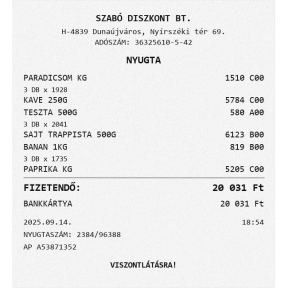 SZABÓ DISZKONT BT.
H-4839 Dunaújváros, Nyírszéki tér 69.
ADÓSZÁM: 36325610-5-42
NYUGTA
PARADICSOM KG 1510 C00
3 DB x 1928
KAVE 250G 5784 C00
TESZTA 500G 580 A00
3 DB x 2041
SAJT TRAPPISTA 500G 6123 B00
BANAN 1KG 819 B00
3 DB x 1735
PAPRIKA KG 5205 C00
FIZETENDŐ: 20 031 Ft
BANKKÁRTYA 20 031 Ft
2025.09.14. 18:54
NYUGTASZÁM: 2384/96388
AP A53871352
VISZONTLÁTÁSRA!